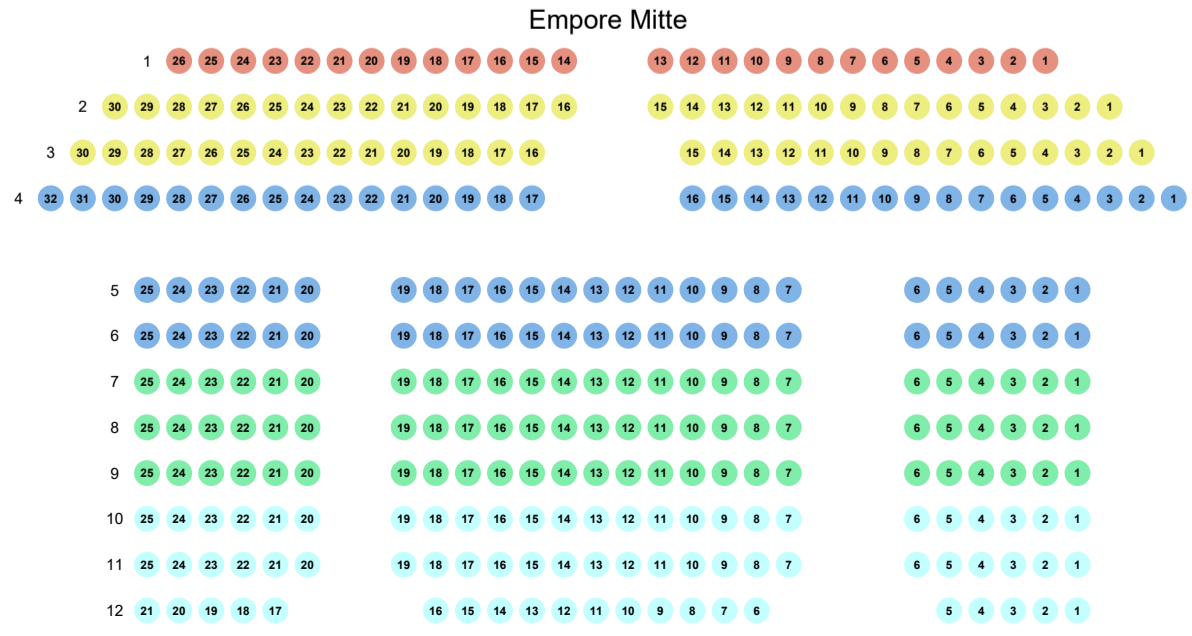 Empore Mitte
1 26 25 24 23 22 21 20 19 18 17 16 15 14 13 12 11 10 9 8 7 6 5 4 3 2 1
2 30 29 28 27 26 25 24 23 22 21 20 19 18 17 16 15 14 13 12 11 10 9 8 7 6 5 4 3 2 1
3 30 29 28 27 26 25 24 23 22 21 20 19 18 17 16 15 14 13 12 11 10 9 8 7 6 5 4 3 2 1
4 32 31 30 29 28 27 26 25 24 23 22 21 20 19 18 17 16 15 14 13 12 11 10 9 8 7 6 5 4 3 2 1
5 25 24 23 22 21 20 19 18 17 16 15 14 13 12 11 10 9 8 7 6 5 4 3 2 1
6 25 24 23 22 21 20 19 18 17 16 15 14 13 12 11 10 9 8 7 6 5 4 3 2 1
7 25 24 23 22 21 20 19 18 17 16 15 14 13 12 11 10 9 8 7 6 5 4 3 2 1
8 25 24 23 22 21 20 19 18 17 16 15 14 13 12 11 10 9 8 7 6 5 4 3 2 1
9 25 24 23 22 21 20 19 18 17 16 15 14 13 12 11 10 9 8 7 6 5 4 3 2 1
10 25 24 23 22 21 20 19 18 17 16 15 14 13 12 11 10 9 8 7 6 5 4 3 2 1
11 25 24 23 22 21 20 19 18 17 16 15 14 13 12 11 10 9 8 7 6 5 4 3 2 1
12 21 20 19 18 17 16 15 14 13 12 11 10 9 8 7 6 5 4 3 2 1